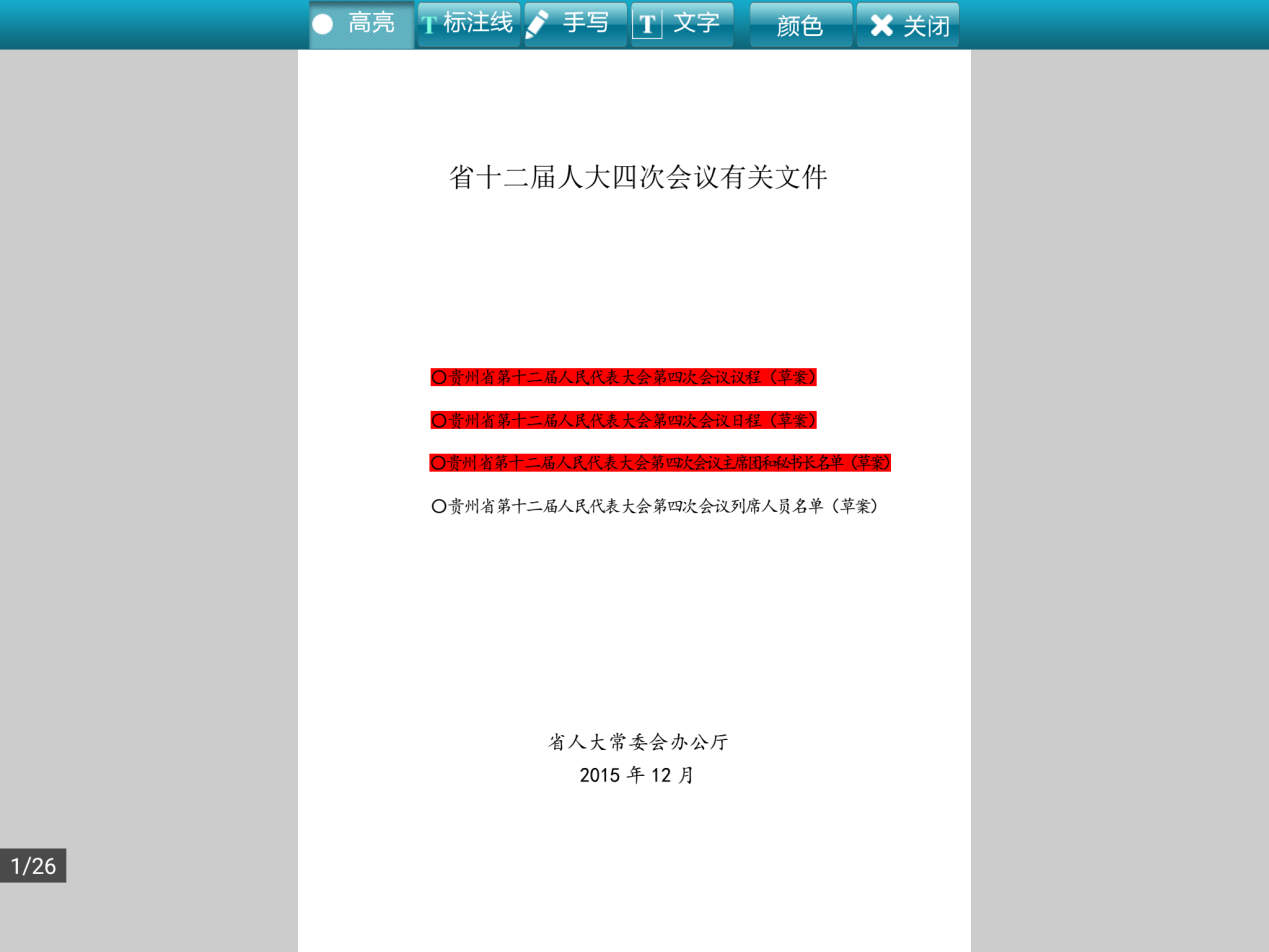 高亮 T 标注线 手写 T 文字 颜色 关闭
省十二届人大四次会议有关文件
〇贵州省第十二届人民代表大会第四次会议议程（草案）
〇贵州省第十二届人民代表大会第四次会议日程（草案）
〇贵州省第十二届人民代表大会第四次会议主席团和秘书长名单（草案）
〇贵州省第十二届人民代表大会第四次会议列席人员名单（草案）
省人大常委会办公厅
2015 年 12 月
1/26